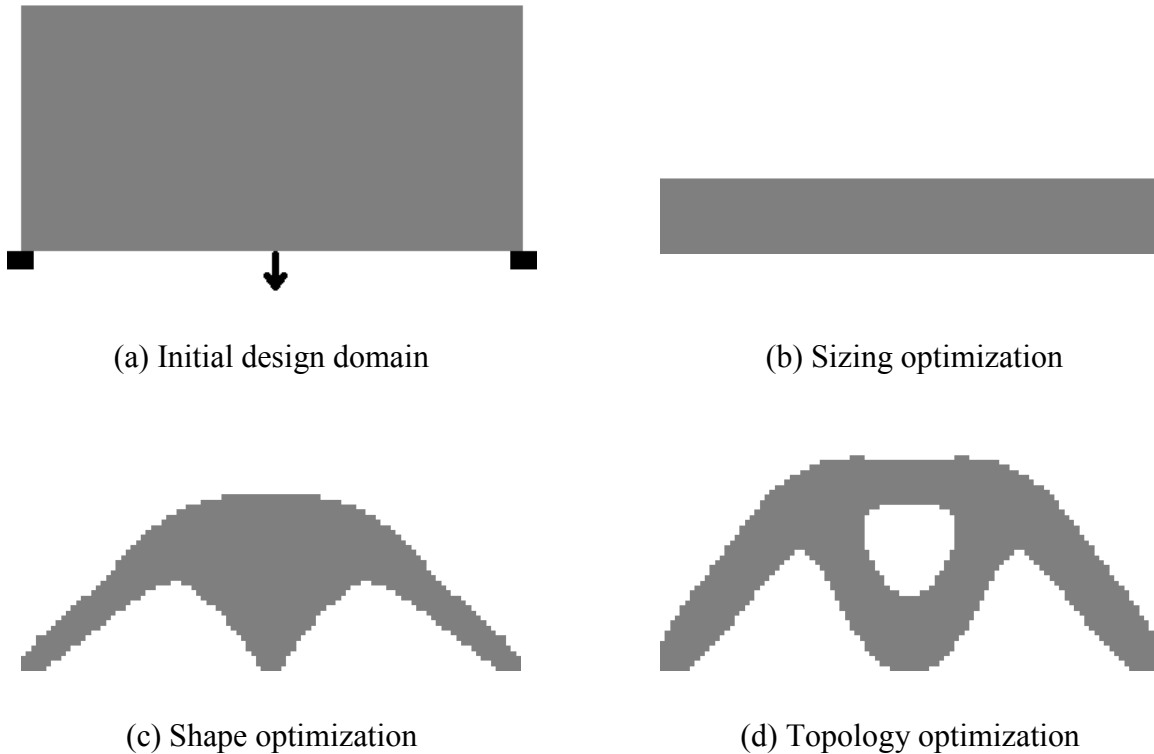 (a) Initial design domain
(b) Sizing optimization
(c) Shape optimization
(d) Topology optimization